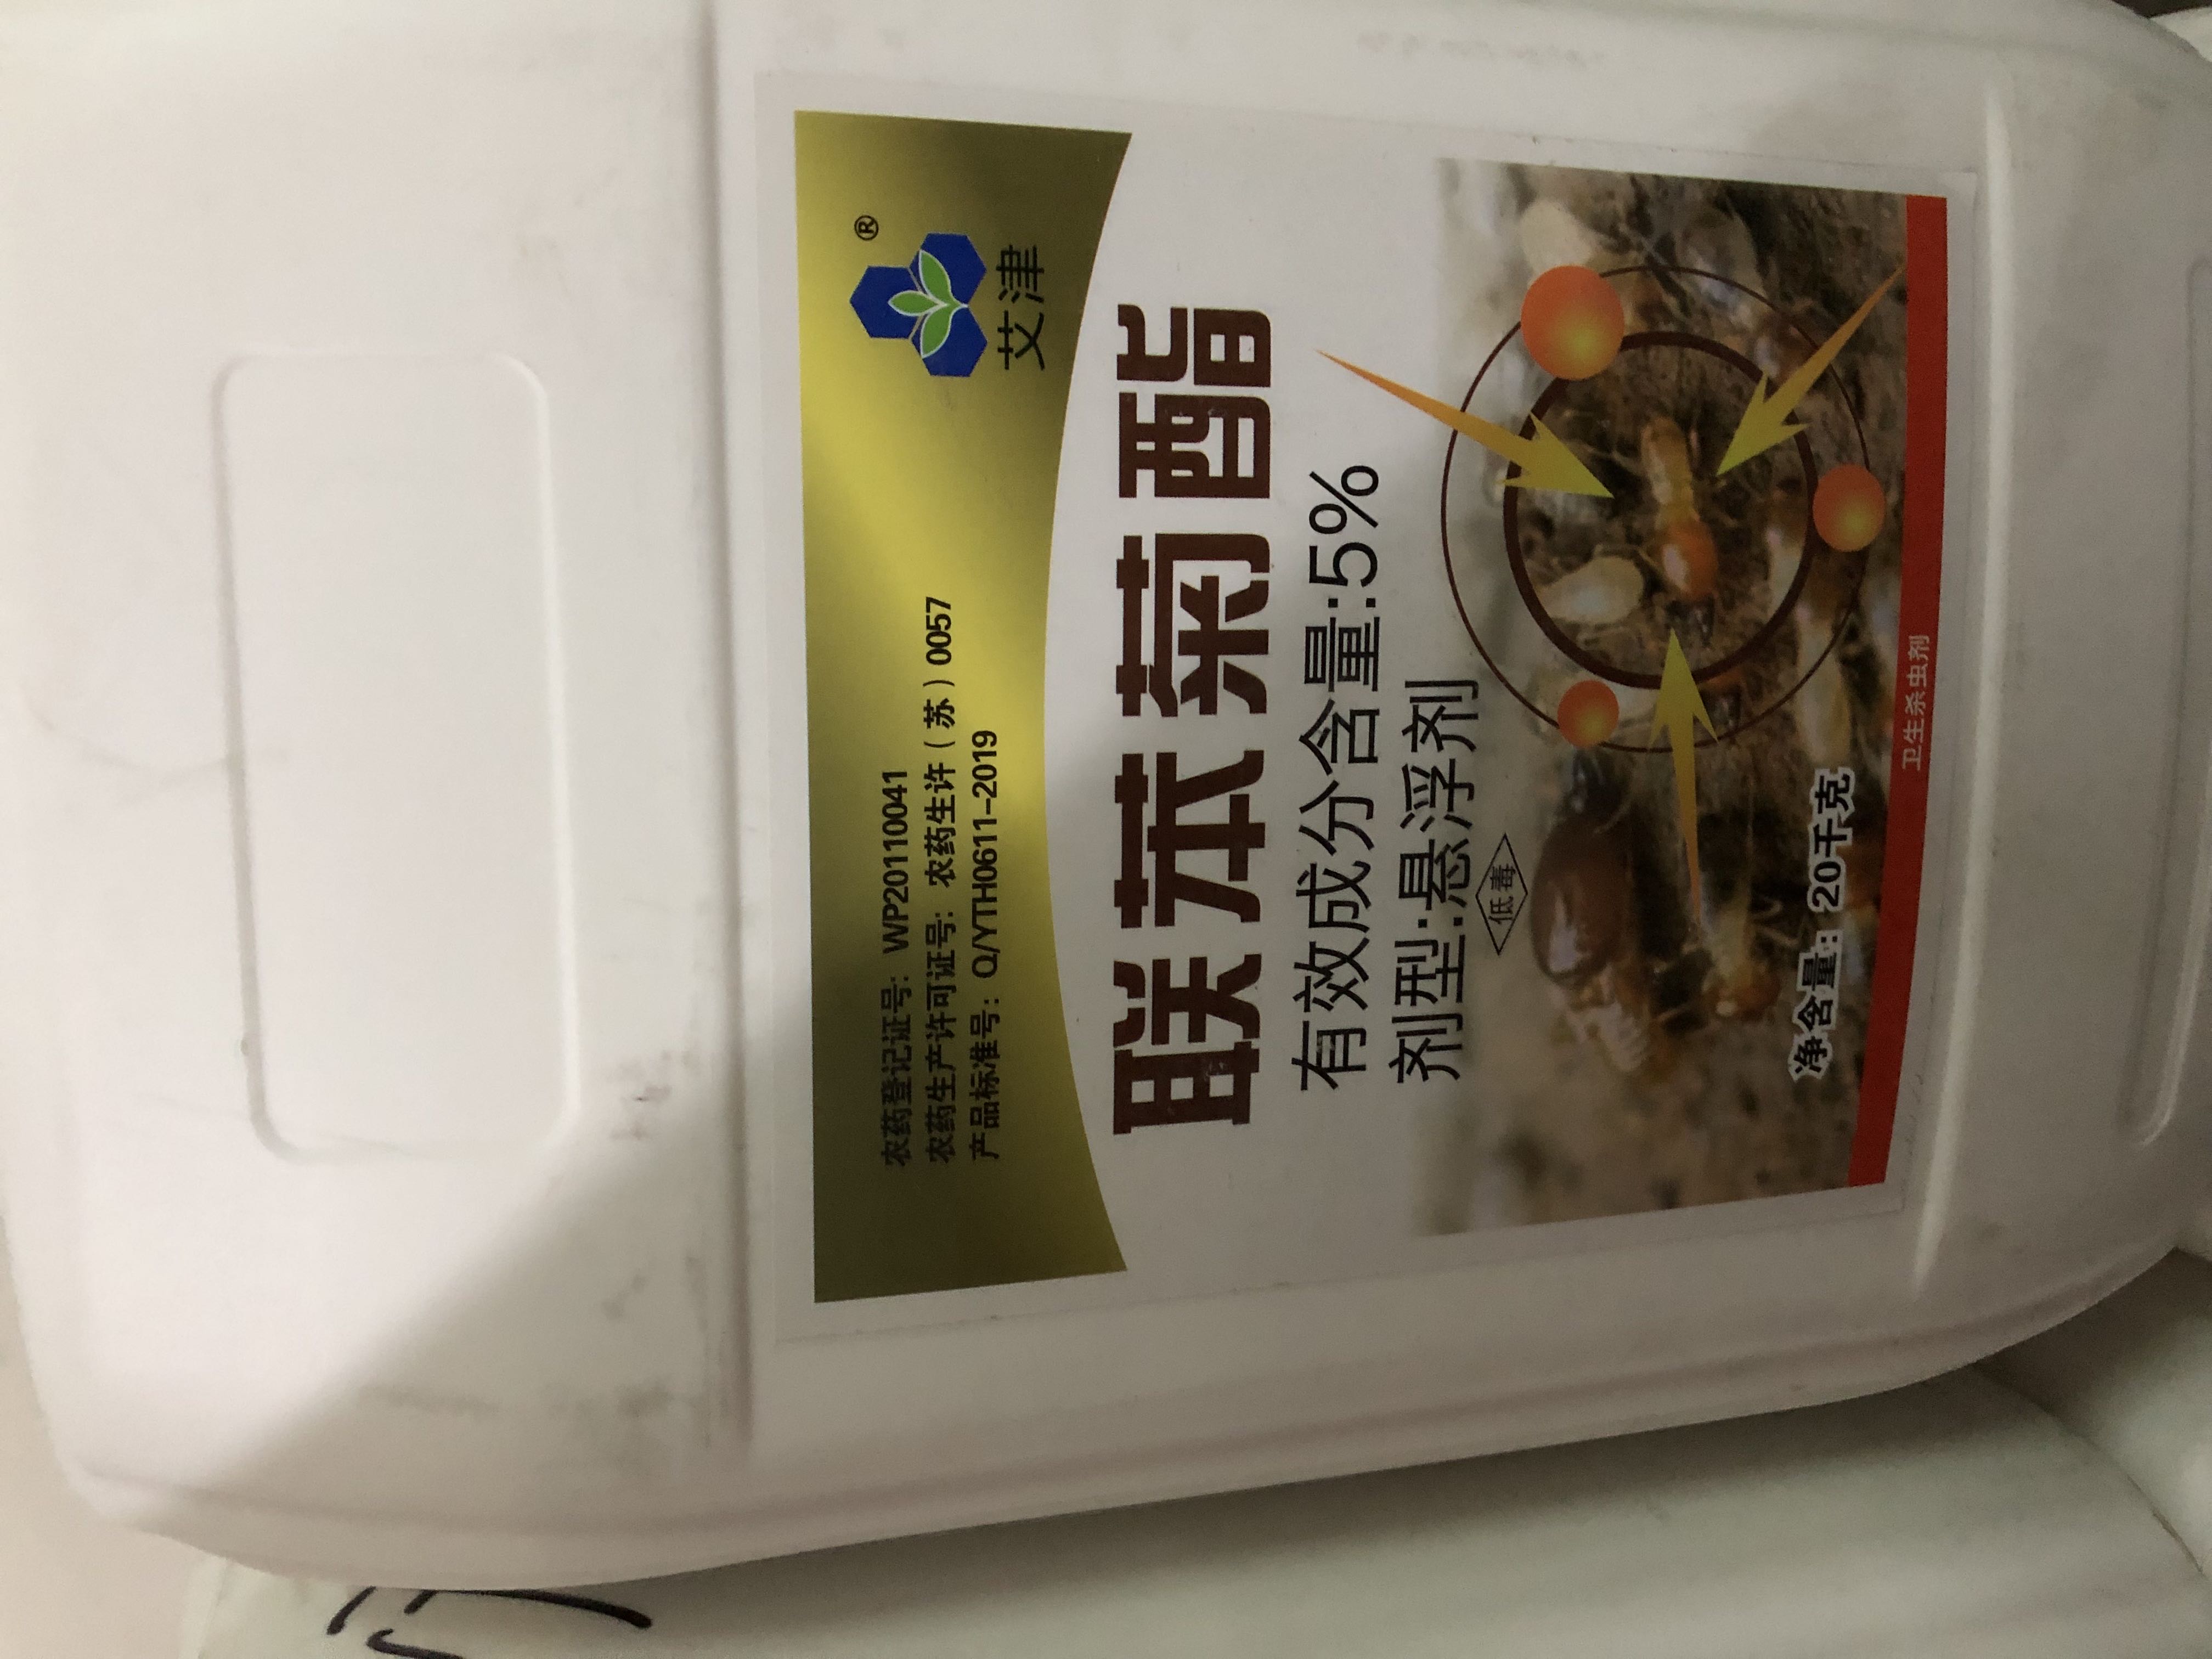 农药登记证号：WP20110041
农药生产许可证号：农药生许（苏）0057
产品标准号：Q/YTH0611-2019
®
艾津
联苯菊酯
有效成分含量:5%
剂型:悬浮剂
低毒
净含量：20千克
卫生杀虫剂